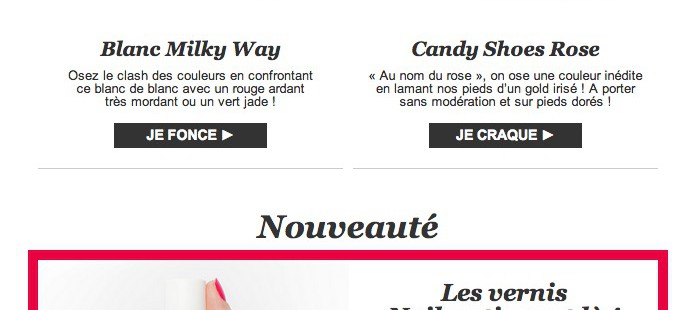 Blanc Milky Way
Osez le clash des couleurs en confrontant
ce blanc de blanc avec un rouge ardant
très mordant ou un vert jade !
JE FONCE ►
Candy Shoes Rose
« Au nom du rose », on ose une couleur inédite
en lamant nos pieds d'un gold irisé ! A porter
sans modération et sur pieds dorés !
JE CRAQUE ►
Nouveauté
Les vernis